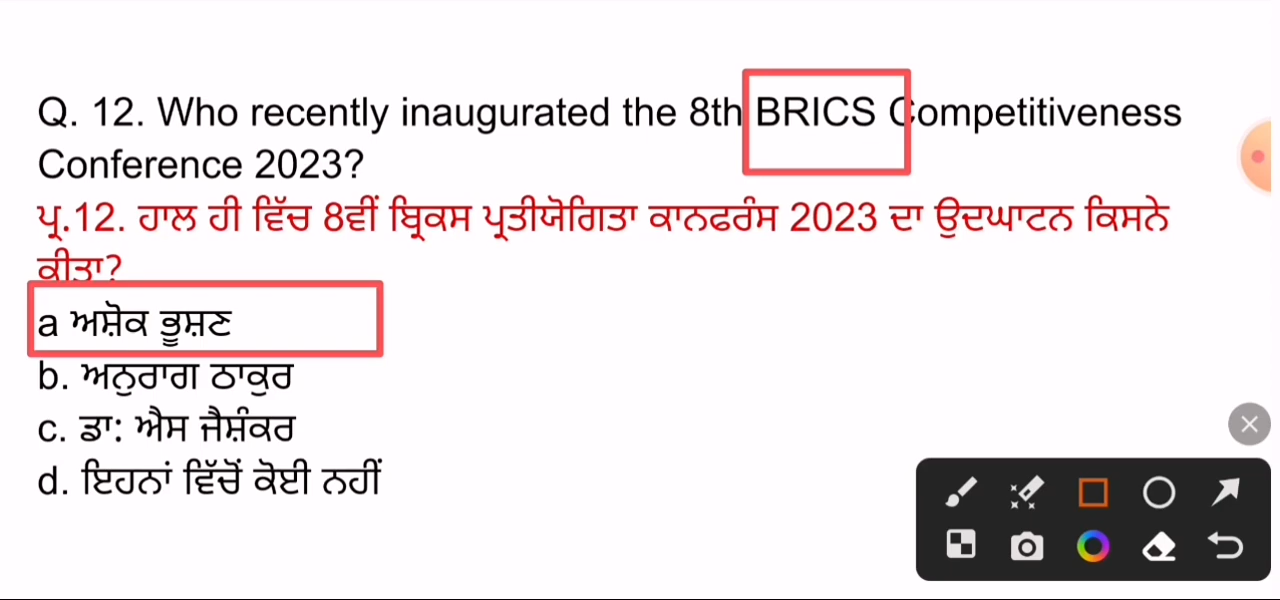 Q. 12. Who recently inaugurated the 8th BRICS Competitiveness
Conference 2023?
ਪ੍ਰ.12. ਹਾਲ ਹੀ ਵਿੱਚ 8ਵੀਂ ਬ੍ਰਿਕਸ ਪ੍ਰਤੀਯੋਗਿਤਾ ਕਾਨਫਰੰਸ 2023 ਦਾ ਉਦਘਾਟਨ ਕਿਸਨੇ
ਕੀਤਾ?
a ਅਸ਼ੋਕ ਭੂਸ਼ਣ
b. ਅਨੁਰਾਗ ਠਾਕੁਰ
c. ਡਾ: ਐਸ ਜੈਸ਼ੰਕਰ
d. ਇਹਨਾਂ ਵਿੱਚੋਂ ਕੋਈ ਨਹੀਂ